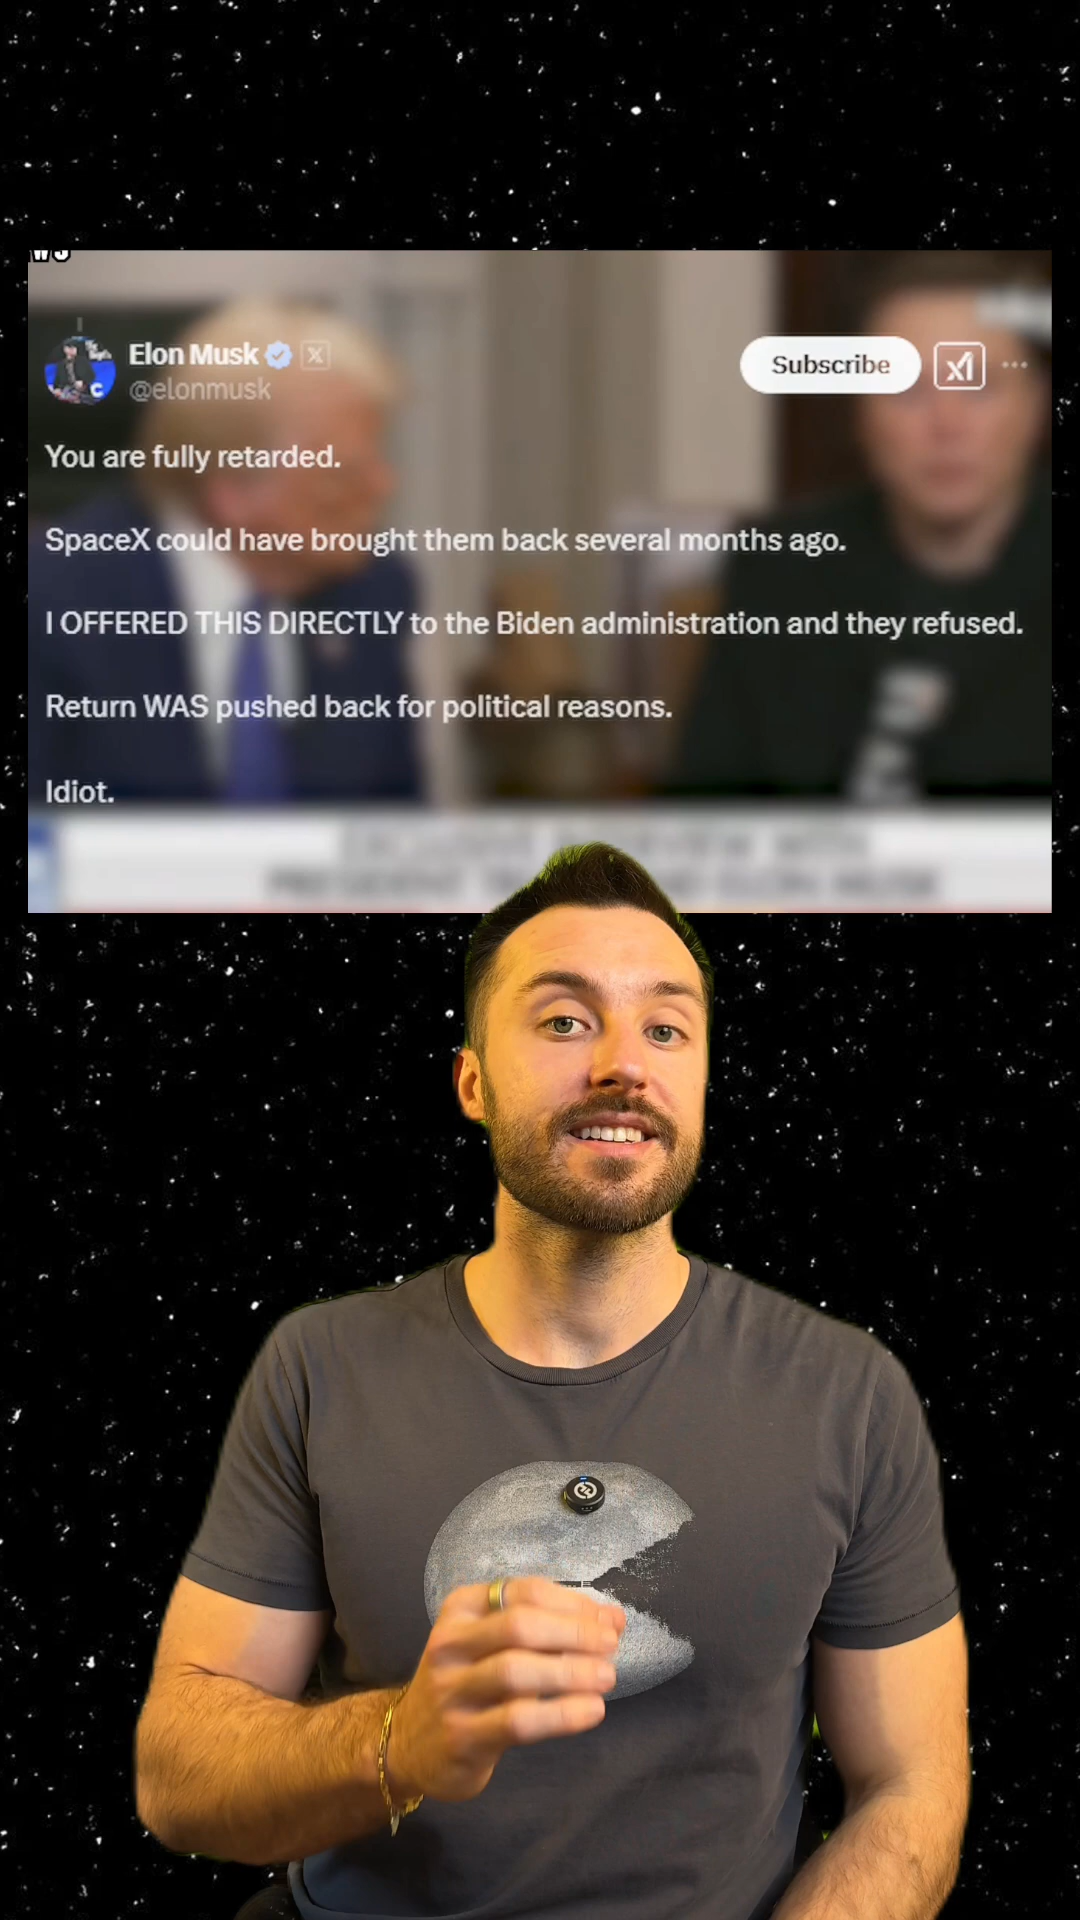 Elon Musk
@elonmusk
Subscribe
You are fully retarded.
SpaceX could have brought them back several months ago.
I OFFERED THIS DIRECTLY to the Biden administration and they refused.
Return WAS pushed back for political reasons.
Idiot.